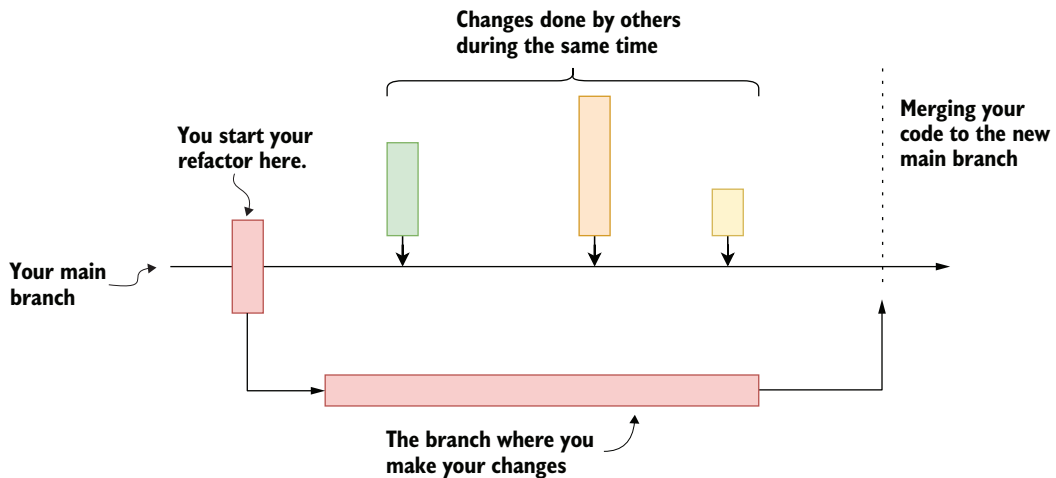 Changes done by others
during the same time
You start your
refactor here.
Merging your
code to the new
main branch
Your main
branch
The branch where you
make your changes